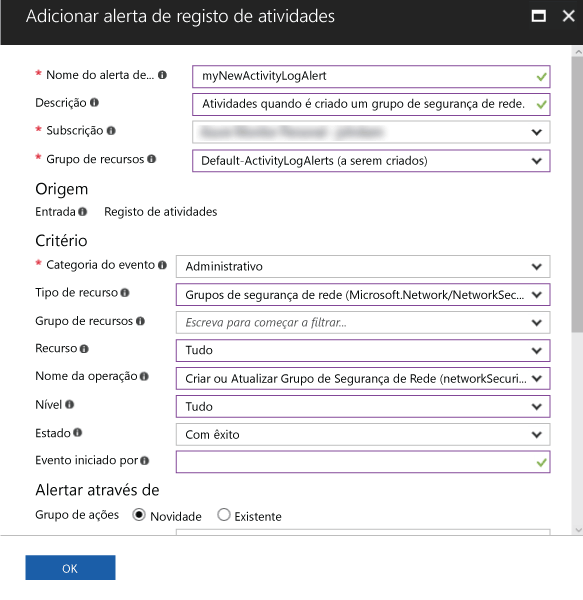 Adicionar alerta de registo de atividades
* Nome do alerta de... myNewActivityLogAlert
Descrição Atividades quando é criado um grupo de segurança de rede.
* Subscrição
* Grupo de recursos Default-ActivityLogAlerts (a serem criados)
Origem
Entrada Registo de atividades
Critério
* Categoria do evento Administrativo
Tipo de recurso Grupos de segurança de rede (Microsoft.Network/NetworkSec...
Grupo de recursos Escreva para começar a filtrar...
Recurso Tudo
Nome da operação Criar ou Atualizar Grupo de Segurança de Rede (networkSecuri...
Nível Tudo
Estado Com êxito
Evento iniciado por
Alertar através de
Grupo de ações Novidade Existente
OK